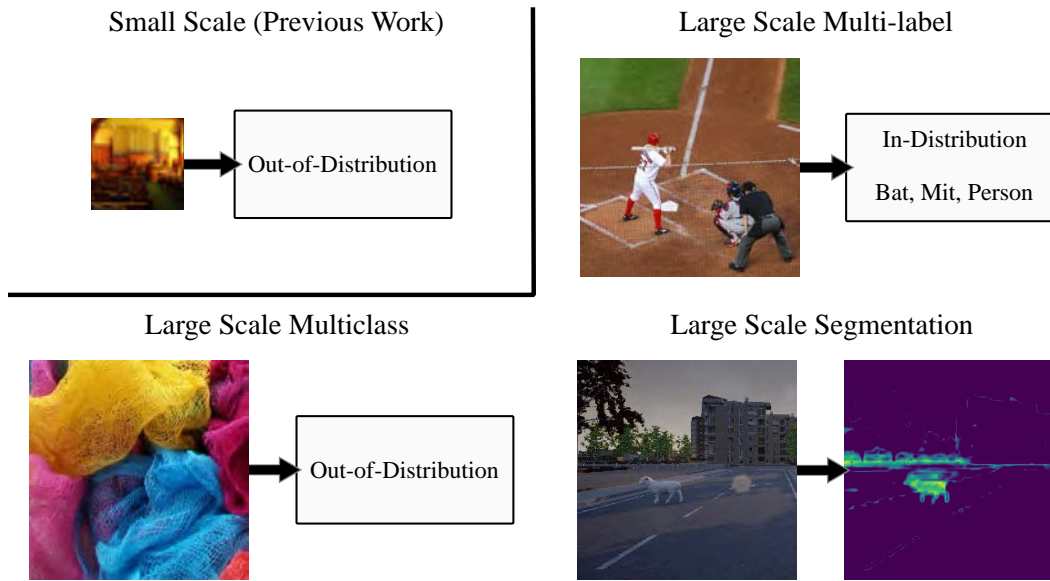 Small Scale (Previous Work)
Out-of-Distribution
Large Scale Multi-label
In-Distribution
Bat, Mit, Person
Large Scale Multiclass
Out-of-Distribution
Large Scale Segmentation